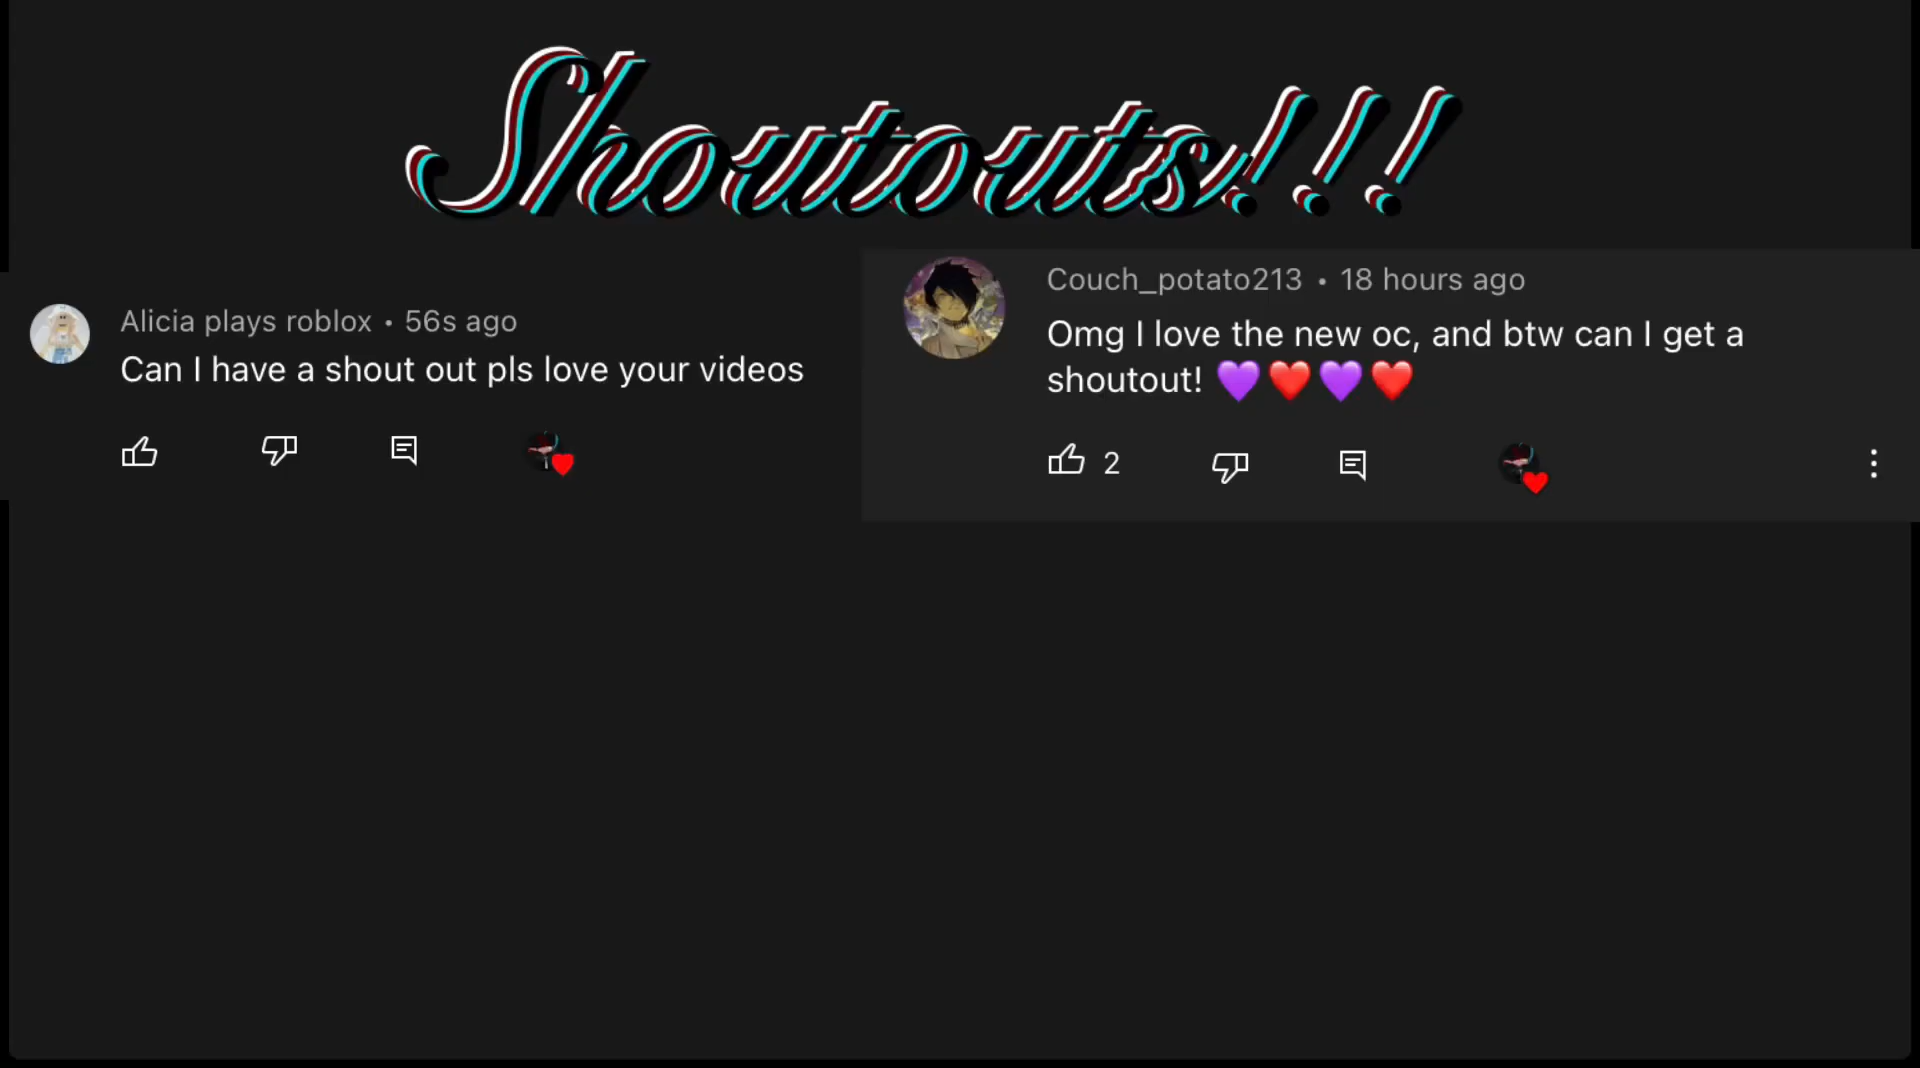 Shoutouts!!!
Alicia plays roblox • 56s ago
Can I have a shout out pls love your videos
Couch_potato213 • 18 hours ago
Omg I love the new oc, and btw can I get a
shoutout! 💜❤️💜❤️
2